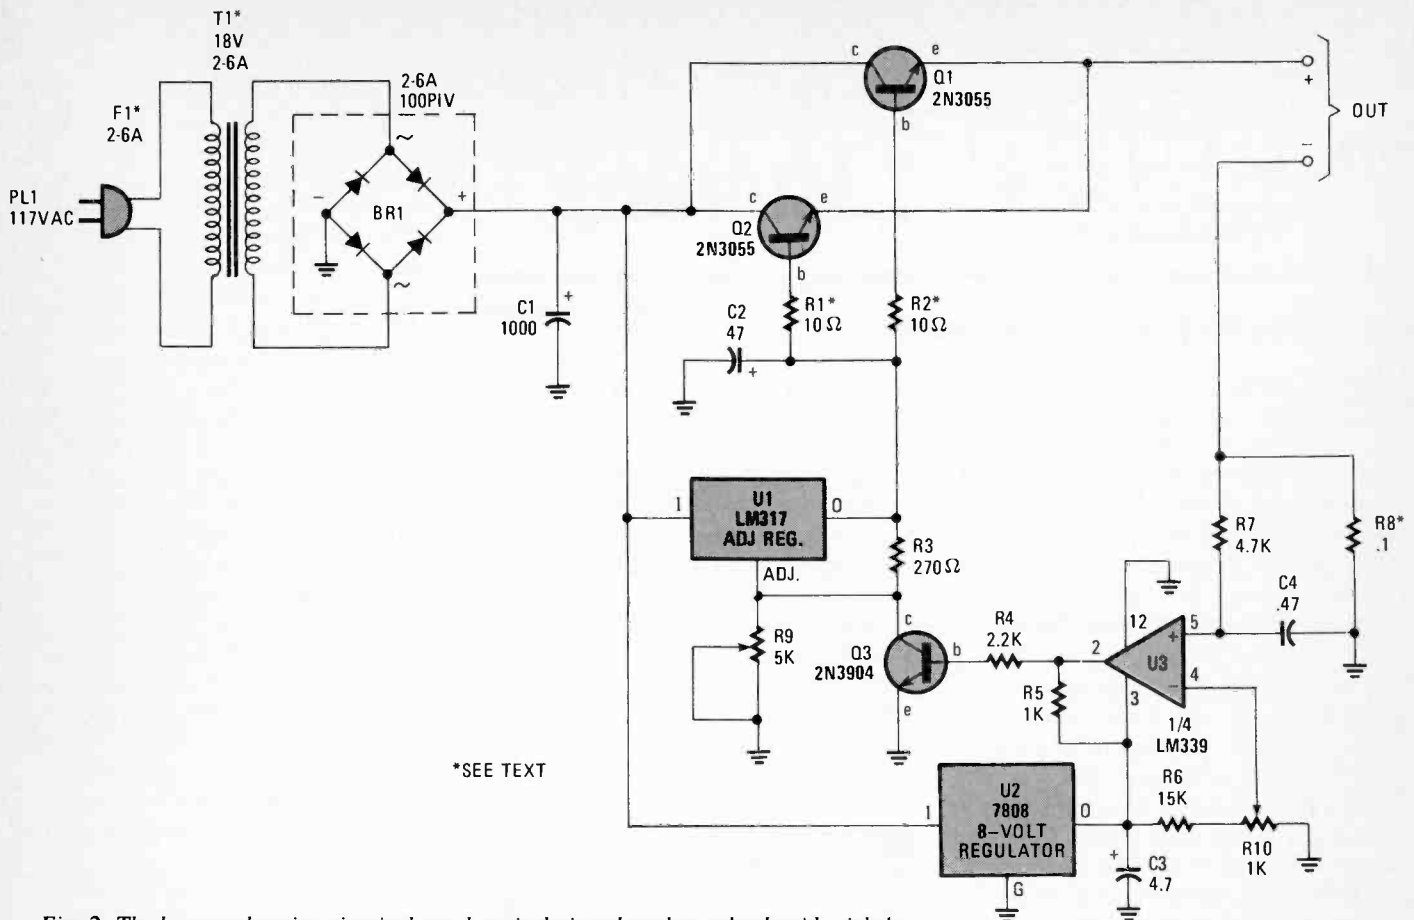 T1*
18V
2-6A
F1*
2-6A
PL1
117VAC
2-6A
100PIV
~
-
+
BR1
~
C1
1000
+
c
e
Q1
2N3055
b
+
-
OUT
c
e
Q2
2N3055
b
R1*
10Ω
R2*
10Ω
C2
47
+
I
U1
LM317
ADJ REG.
O
ADJ.
R3
270Ω
R9
5K
c
Q3
2N3904
b
e
R4
2.2K
R5
1K
2
12
3
+
5
-
4
U3
1/4
LM339
R7
4.7K
C4
.47
R8*
.1
*SEE TEXT
I
U2
7808
8-VOLT
REGULATOR
O
G
R6
15K
R10
1K
+
C3
4.7